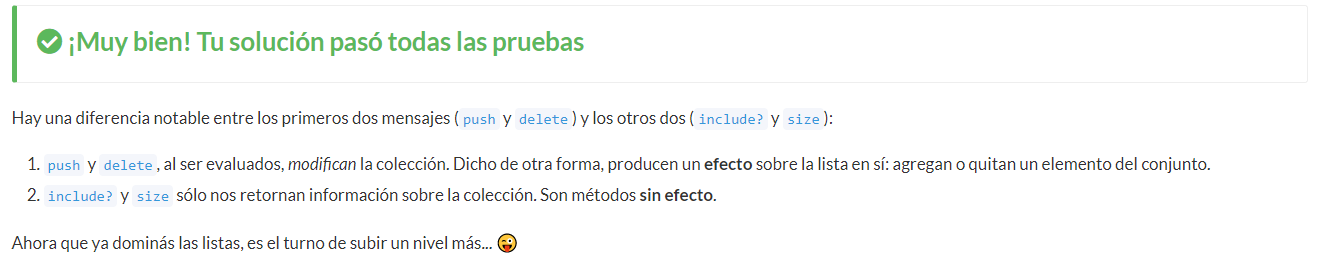 ¡Muy bien! Tu solución pasó todas las pruebas
Hay una diferencia notable entre los primeros dos mensajes ( push y delete ) y los otros dos ( include? y size ):
1. push y delete , al ser evaluados, modifican la colección. Dicho de otra forma, producen un efecto sobre la lista en sí: agregan o quitan un elemento del conjunto.
2. include? y size sólo nos retornan información sobre la colección. Son métodos sin efecto.
Ahora que ya dominás las listas, es el turno de subir un nivel más... 😜